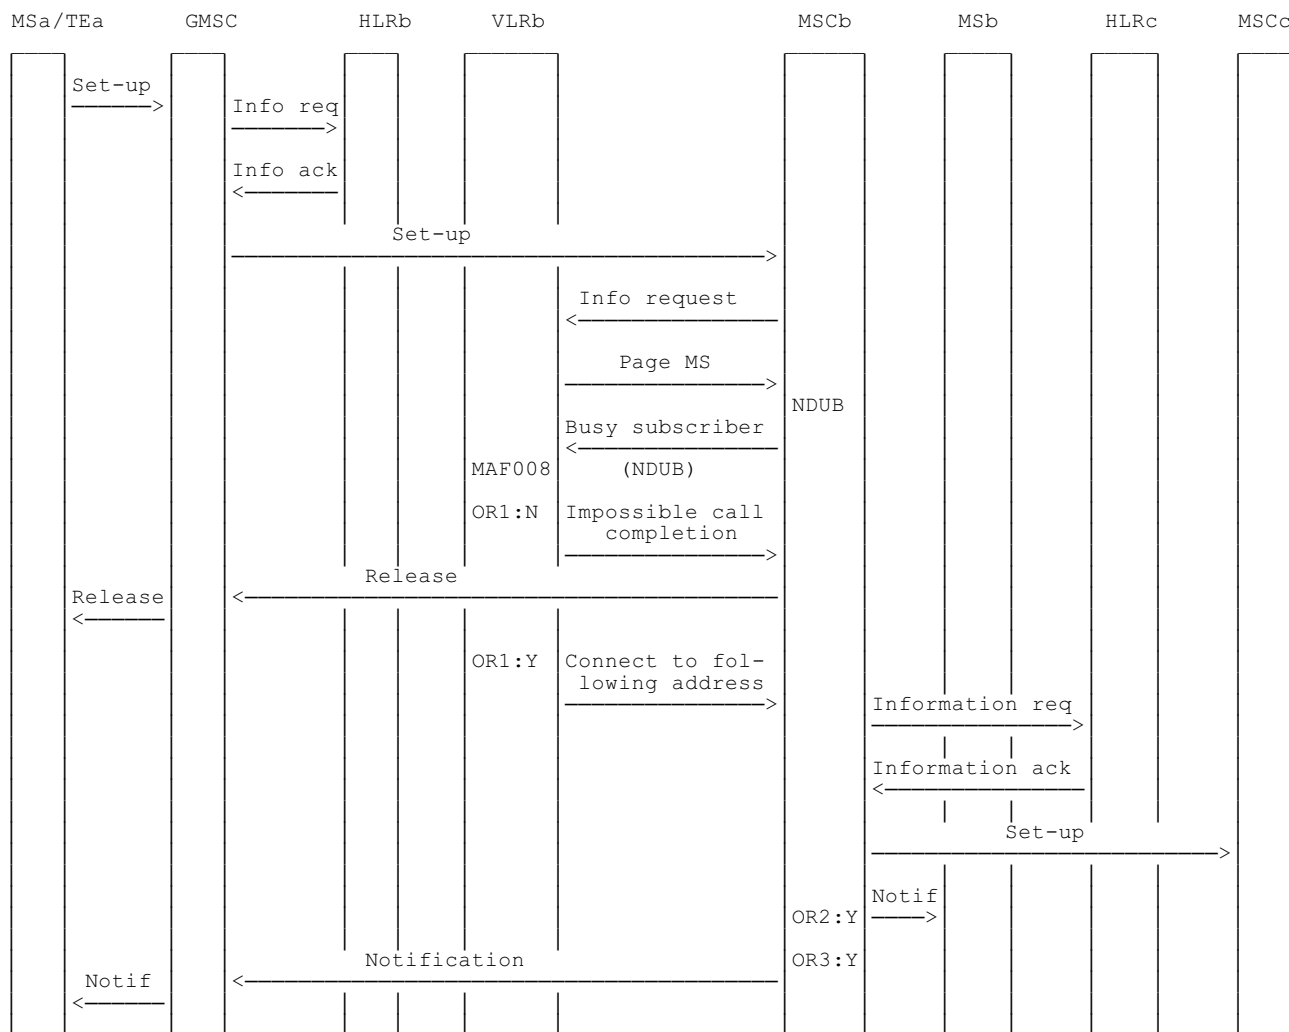 MSa/TEa GMSC HLRb VLRb MSCb MSb HLRc MSCc
Set-up
Info req
Info ack
Set-up
Info request
Page MS
NDUB
Busy subscriber
MAF008 (NDUB)
OR1:N Impossible call
completion
Release
Release
OR1:Y Connect to fol-
lowing address
Information req
Information ack
Set-up
Notif
OR2:Y
Notification OR3:Y
Notif